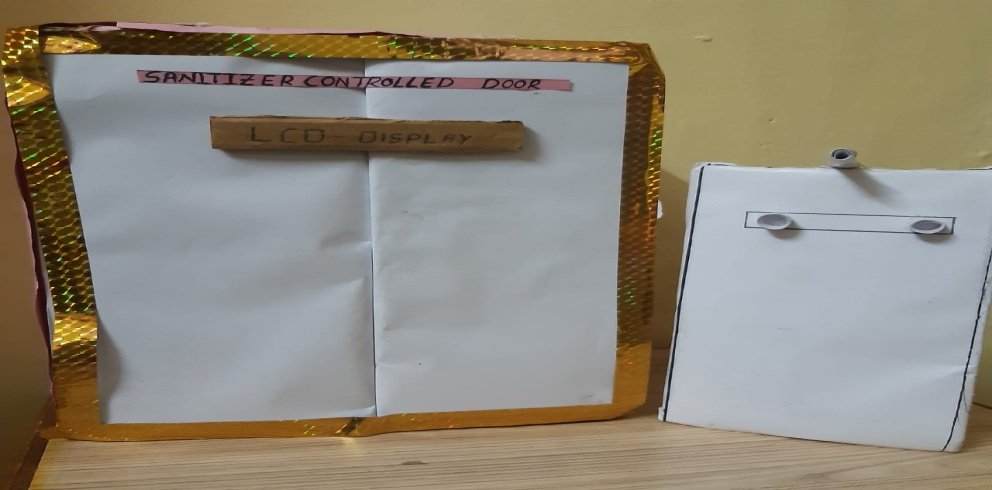 SANITIZER CONTROLLED DOOR
LCD-DISPLAY